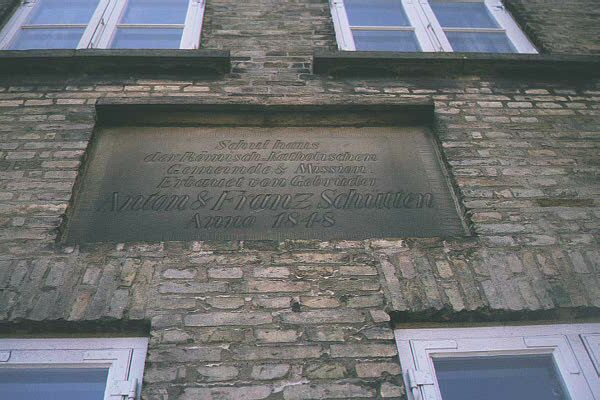 Schulhaus
der Römisch-Katholischen
Gemeinde & Mission
Erbauet von Gebrüder
Anton & Franz Schutten
Anno 1848